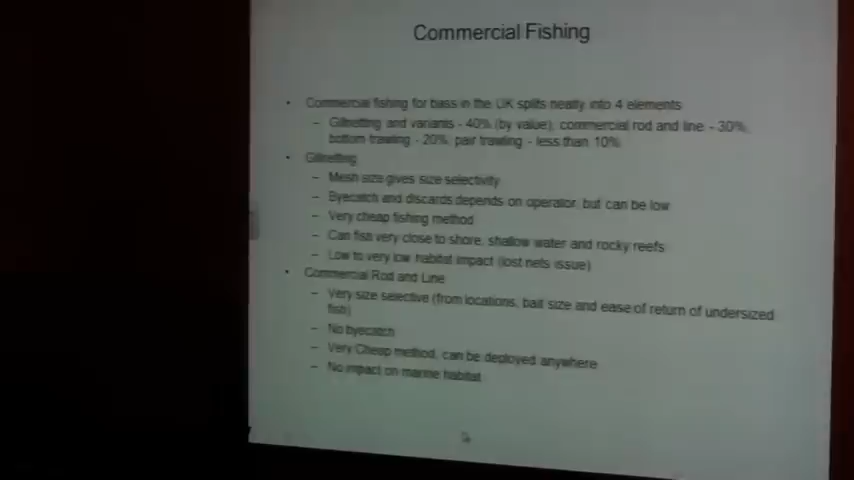 Commercial Fishing
• Commercial fishing for bass in the UK splits neatly into 4 elements
– Gillnetting and variants - 40% (by value), commercial rod and line - 30%,
bottom trawling - 20%, pair trawling - less than 10%
• Gillnetting
– Mesh size gives size selectivity
– Byecatch and discards depends on operator, but can be low
– Very cheap fishing method
– Can fish very close to shore, shallow water and rocky reefs
– Low to very low habitat impact (lost nets issue)
• Commercial Rod and Line
– Very size selective (from locations, bait size and ease of return of undersized
fish)
– No byecatch
– Very Cheap method, can be deployed anywhere
– No impact on marine habitat